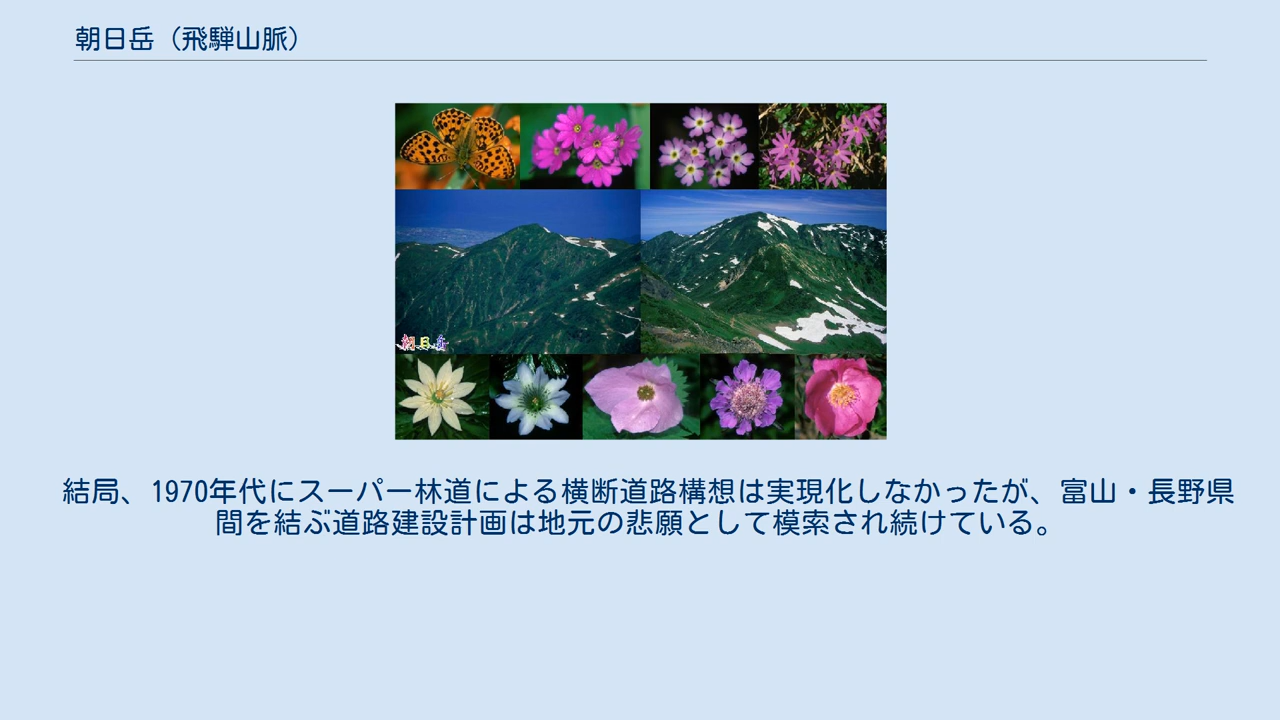 朝日岳（飛騨山脈）
朝日岳
結局、1970年代にスーパー林道による横断道路構想は実現化しなかったが、富山・長野県
間を結ぶ道路建設計画は地元の悲願として模索され続けている。